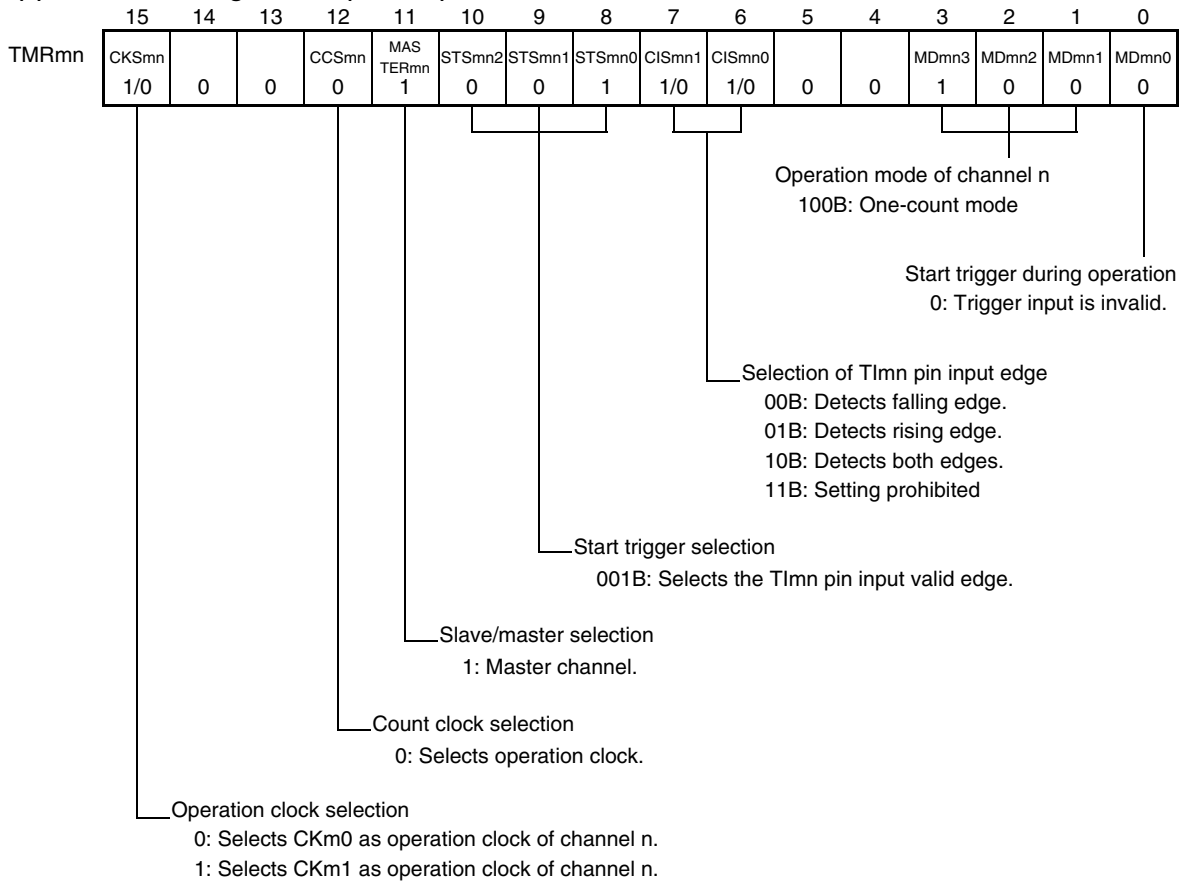 15 14 13 12 11 10 9 8 7 6 5 4 3 2 1 0
TMRmn CKSmn CCSmn MAS TERmn STSmn2 STSmn1 STSmn0 CISmn1 CISmn0 MDmn3 MDmn2 MDmn1 MDmn0
1/0 0 0 0 1 0 0 1 1/0 1/0 0 0 1 0 0 0
Operation mode of channel n
100B: One-count mode
Start trigger during operation
0: Trigger input is invalid.
Selection of TImn pin input edge
00B: Detects falling edge.
01B: Detects rising edge.
10B: Detects both edges.
11B: Setting prohibited
Start trigger selection
001B: Selects the TImn pin input valid edge.
Slave/master selection
1: Master channel.
Count clock selection
0: Selects operation clock.
Operation clock selection
0: Selects CKm0 as operation clock of channel n.
1: Selects CKm1 as operation clock of channel n.